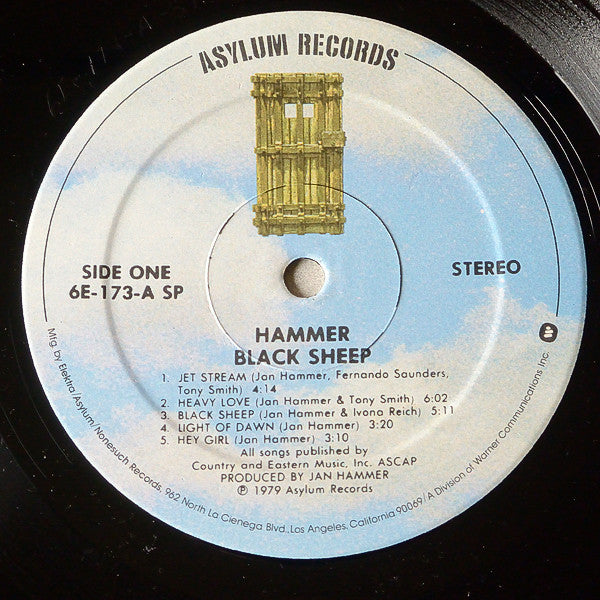 ASYLUM RECORDS
SIDE ONE
6E-173-A SP
STEREO
HAMMER
BLACK SHEEP
1. JET STREAM (Jan Hammer, Fernando Saunders,
Tony Smith) 4:14
2. HEAVY LOVE (Jan Hammer & Tony Smith) 6:02
3. BLACK SHEEP (Jan Hammer & Ivona Reich) 5:11
4. LIGHT OF DAWN (Jan Hammer) 3:20
5. HEY GIRL (Jan Hammer) 3:10
All songs published by
Country and Eastern Music, Inc. ASCAP
PRODUCED BY JAN HAMMER
℗ 1979 Asylum Records
Mfg. by Elektra/Asylum/Nonesuch Records, 962 North La Cienega Blvd., Los Angeles, California 90069/A Division of Warner Communications Inc.